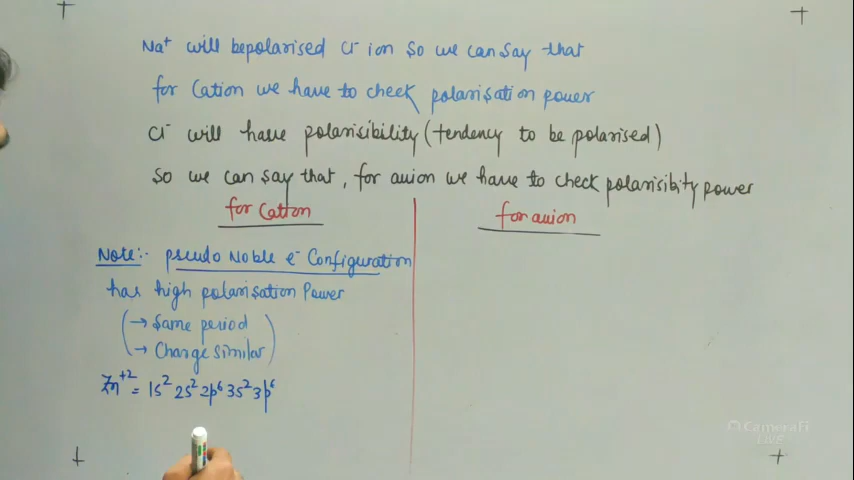 Na⁺ will bepolarised Cl⁻ ion so we can say that
for Cation we have to check polarisation power
Cl⁻ will have polarisibility (tendency to be polarised)
So we can say that, for anion we have to check polarisibity power
for Cation
for anion
Note:- pseudo Noble e⁻ Configuration
has high polarisation Power
(→ Same period
→ Charge similar)
Zn⁺² = 1s² 2s² 2p⁶ 3s² 3p⁶
CameraFi
LIVE